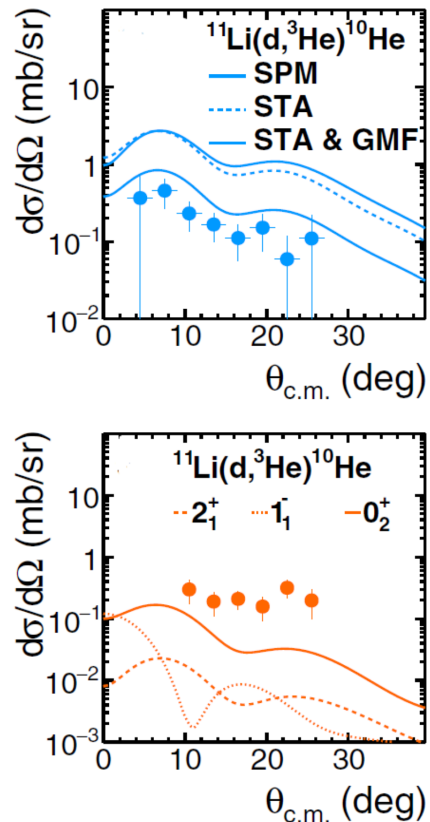 ¹¹Li(d,³He)¹⁰He
SPM
STA
STA & GMF
dσ/dΩ (mb/sr)
10
1
10⁻¹
10⁻²
0 10 20 30
θc.m. (deg)
¹¹Li(d,³He)¹⁰He
2₁⁺ 1₁⁻ 0₂⁺
dσ/dΩ (mb/sr)
10
1
10⁻¹
10⁻²
10⁻³
0 10 20 30
θc.m. (deg)